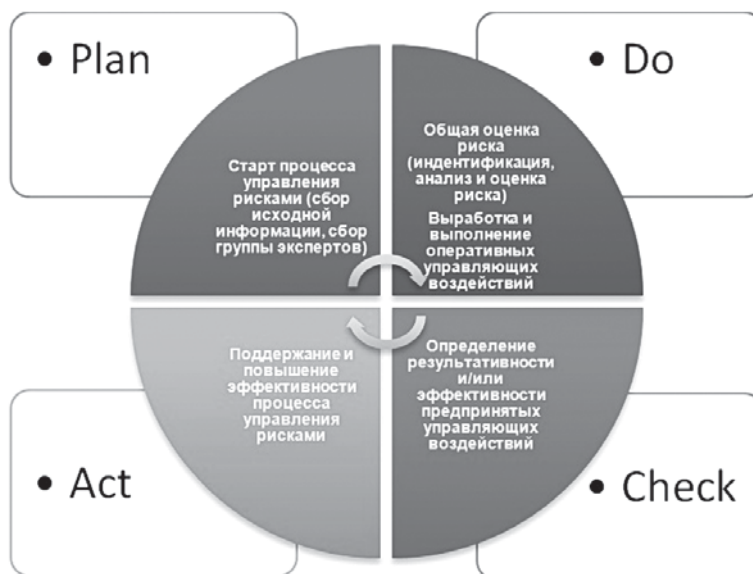 • Plan
• Do
Старт процесса
управления
рисками (сбор
исходной
информации, сбор
группы экспертов)
Общая оценка
риска
(индентификация,
анализ и оценка
риска)
Выработка и
выполнение
оперативных
управляющих
воздействий
Поддержание и
повышение
эффективности
процесса
управления
рисками
Определение
результативности
и/или
эффективности
предпринятых
управляющих
воздействий
• Act
• Check